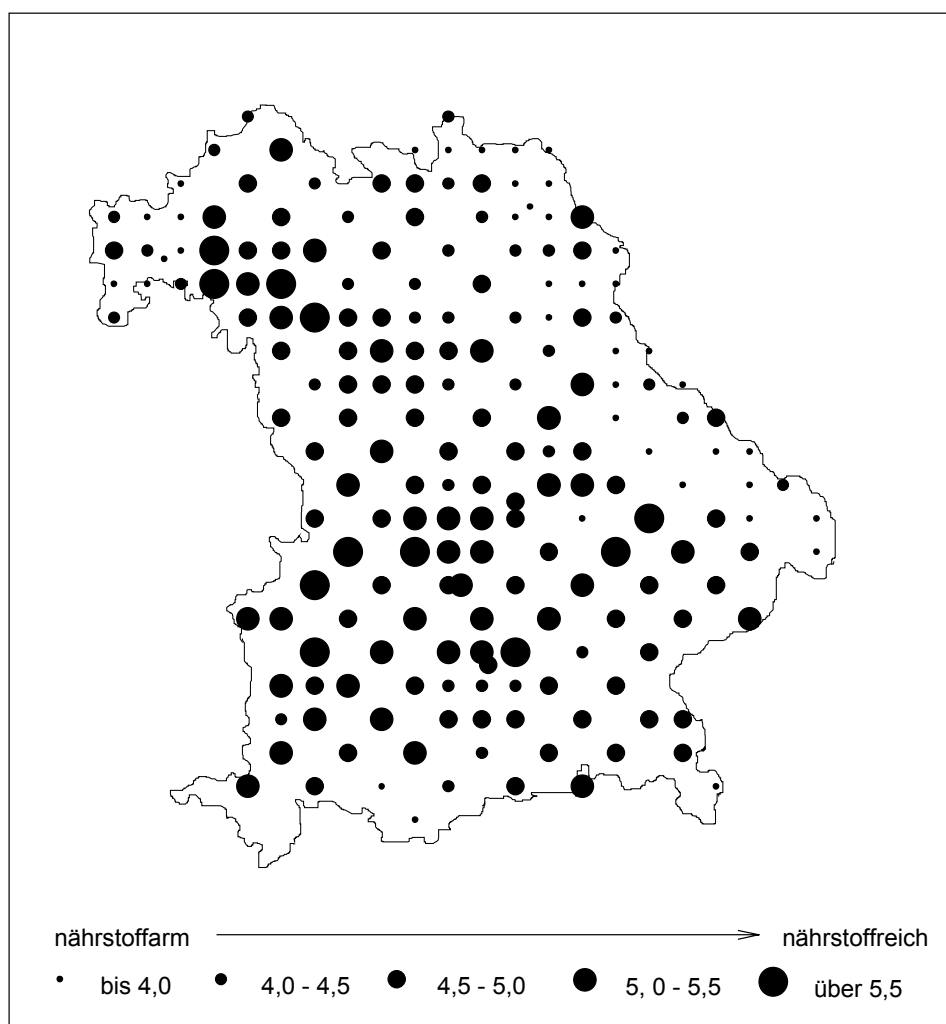 nährstoffarm nährstoffreich
bis 4,0 4,0 - 4,5 4,5 - 5,0 5, 0 - 5,5 über 5,5